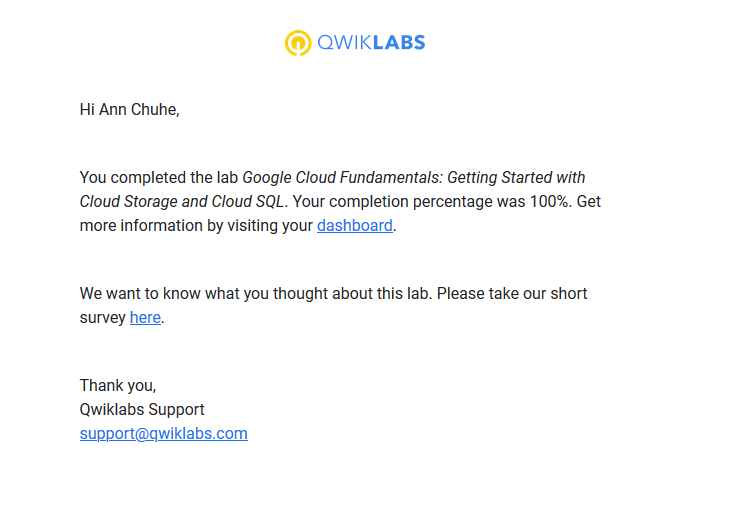 QWIKLABS
Hi Ann Chuhe,
You completed the lab Google Cloud Fundamentals: Getting Started with
Cloud Storage and Cloud SQL. Your completion percentage was 100%. Get
more information by visiting your dashboard.
We want to know what you thought about this lab. Please take our short
survey here.
Thank you,
Qwiklabs Support
support@qwiklabs.com